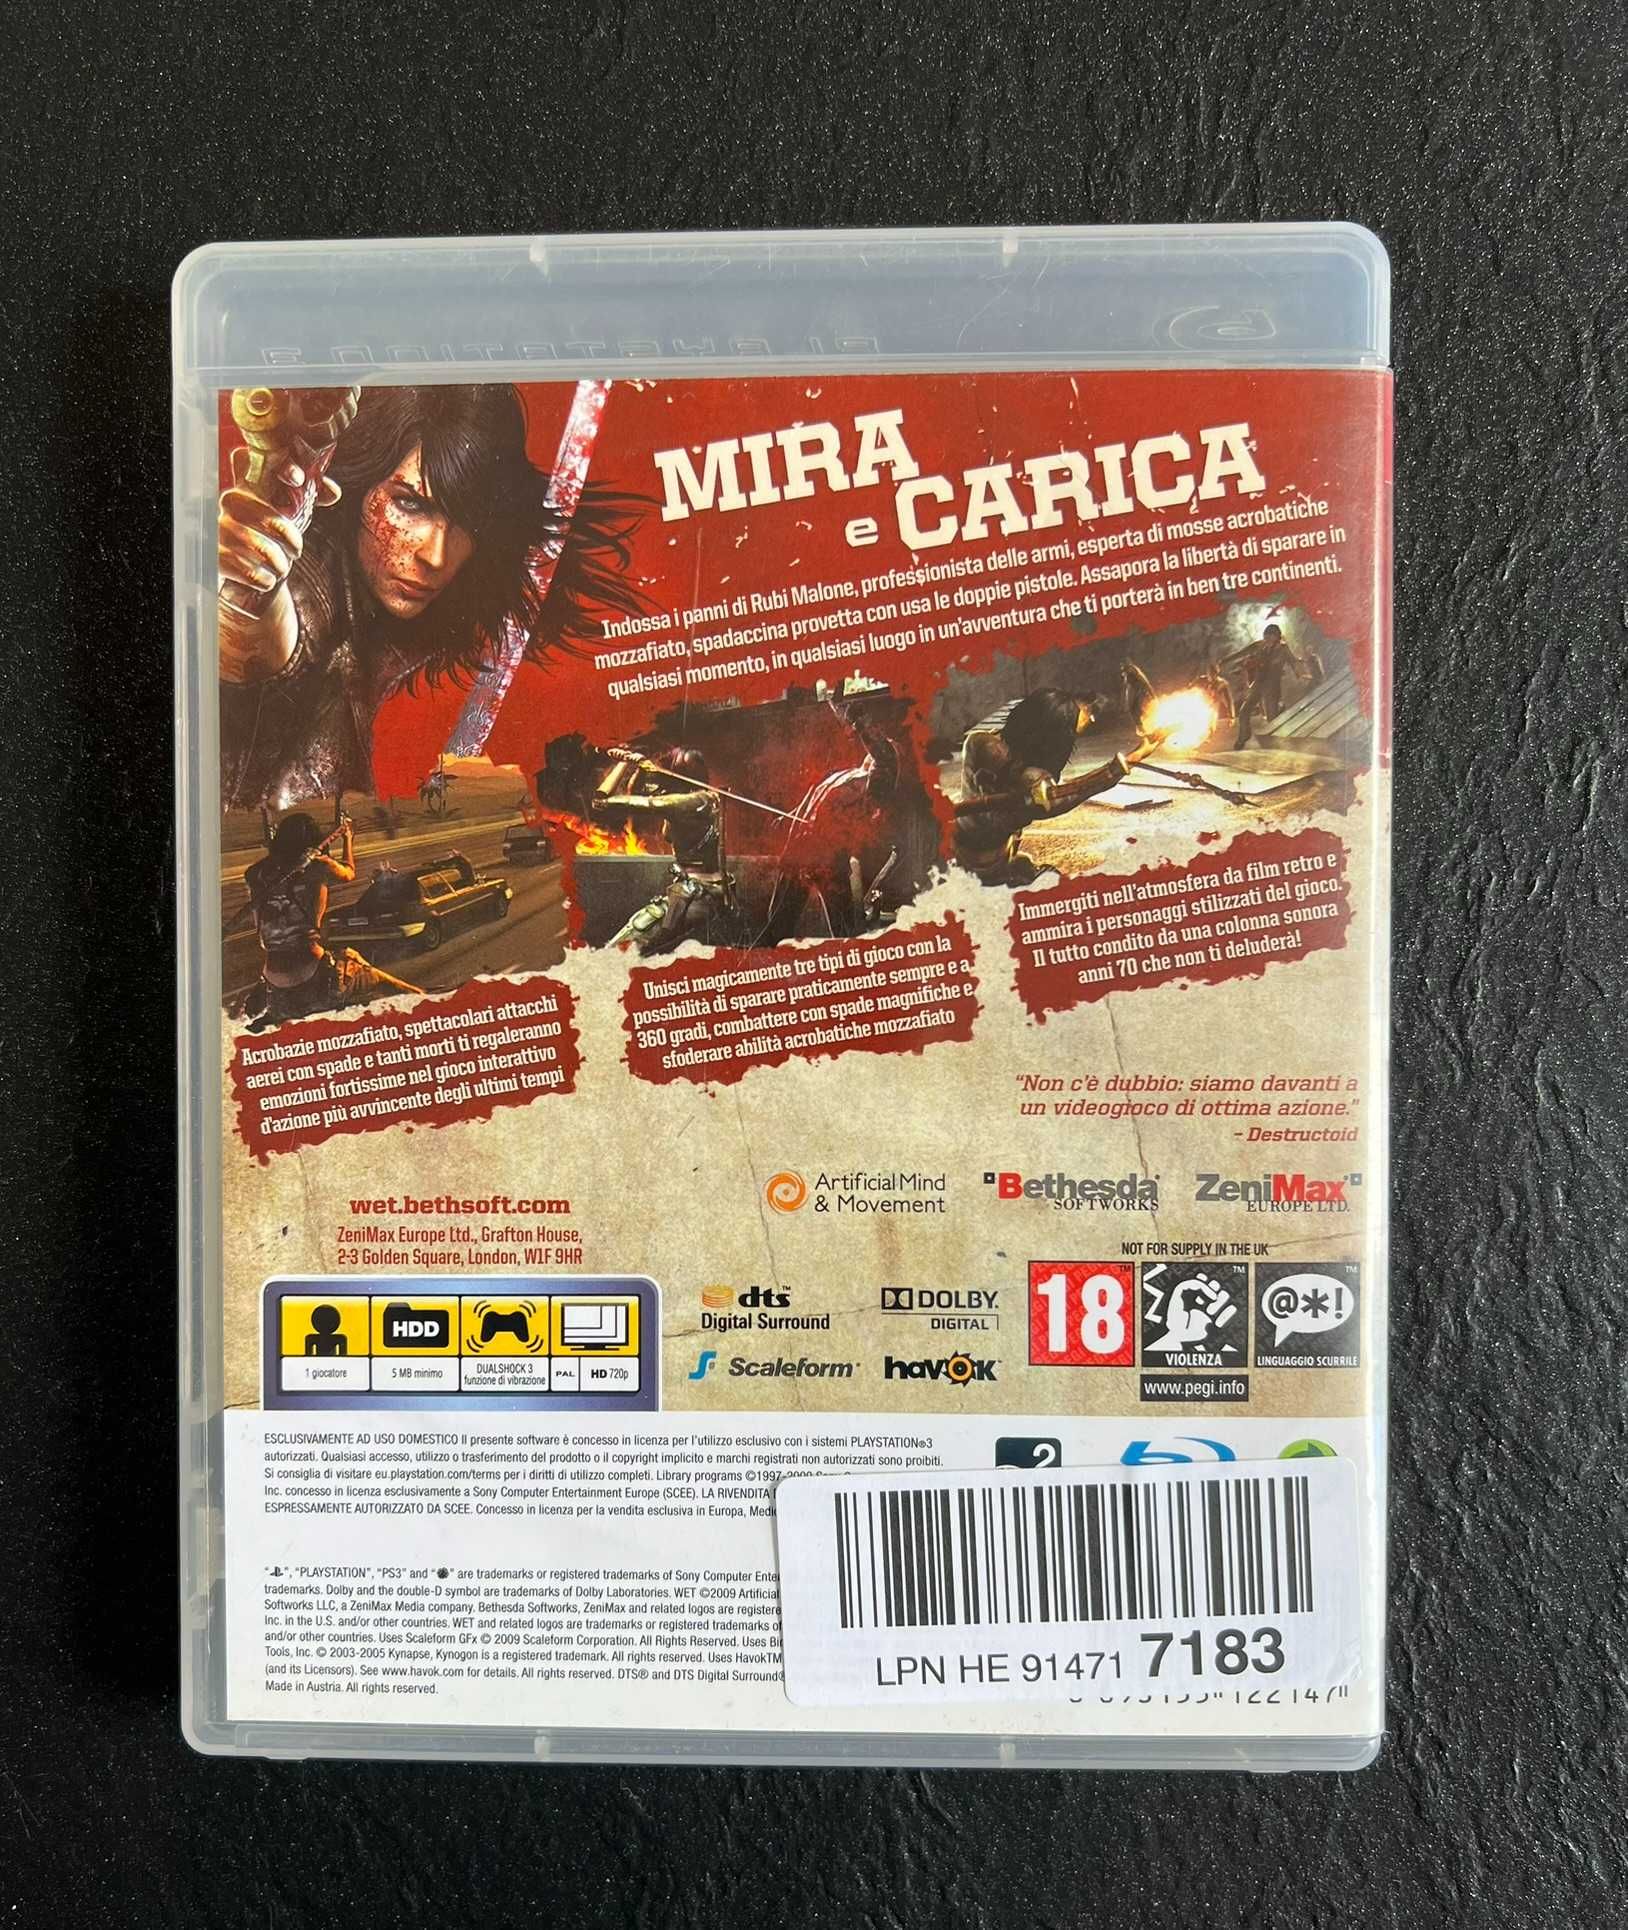 MIRA
e CARICA
Indossa i panni di Rubi Malone, professionista delle armi, esperta di mosse acrobatiche
mozzafiato, spadaccina provetta con usa le doppie pistole. Assapora la libertà di sparare in
qualsiasi momento, in qualsiasi luogo in un'avventura che ti porterà in ben tre continenti.
Acrobazie mozzafiato, spettacolari attacchi
aerei con spade e tanti morti ti regaleranno
emozioni fortissime nel gioco interattivo
d'azione più avvincente degli ultimi tempi
Unisci magicamente tre tipi di gioco con la
possibilità di sparare praticamente sempre e a
360 gradi, combattere con spade magnifiche e
sfoderare abilità acrobatiche mozzafiato
Immergiti nell'atmosfera da film retro e
ammira i personaggi stilizzati del gioco.
Il tutto condito da una colonna sonora
anni 70 che non ti deluderà!
"Non c'è dubbio: siamo davanti a
un videogioco di ottima azione."
- Destructoid
wet.bethsoft.com
ZeniMax Europe Ltd., Grafton House,
2-3 Golden Square, London, W1F 9HR
Artificial Mind
& Movement
Bethesda
SOFTWORKS
ZeniMax
EUROPE LTD.
NOT FOR SUPPLY IN THE UK
HDD
1 giocatore
5 MB minimo
DUALSHOCK 3
funzione di vibrazione
PAL
HD 720p
dts™
Digital Surround
DOLBY.
DIGITAL
Scaleform
havok
18
VIOLENZA
@*!
LINGUAGGIO SCURRILE
www.pegi.info
ESCLUSIVAMENTE AD USO DOMESTICO Il presente software è concesso in licenza per l'utilizzo esclusivo con i sistemi PLAYSTATION®3
autorizzati. Qualsiasi accesso, utilizzo o trasferimento del prodotto o il copyright implicito e marchi registrati non autorizzati sono proibiti.
Si consiglia di visitare eu.playstation.com/terms per i diritti di utilizzo completi. Library programs ©1997-2009 Sony
Inc. concesso in licenza esclusivamente a Sony Computer Entertainment Europe (SCEE). LA RIVENDITA
ESPRESSAMENTE AUTORIZZATO DA SCEE. Concesso in licenza per la vendita esclusiva in Europa,
2
"PLAYSTATION", "PS3" and " " are trademarks or registered trademarks of Sony Computer
trademarks. Dolby and the double-D symbol are trademarks of Dolby Laboratories. WET ©2009 Artificial
Softworks LLC, a ZeniMax Media company. Bethesda Softworks, ZeniMax and related logos are
Inc. in the U.S. and/or other countries. WET and related logos are trademarks or registered trademarks of
and/or other countries. Uses Scaleform GFx © 2009 Scaleform Corporation. All Rights Reserved. Uses
Tools, Inc. © 2003-2005 Kynapse, Kynogon is a registered trademark. All rights reserved. Uses HavokTM
(and its Licensors). See www.havok.com for details. All rights reserved. DTS® and DTS Digital Surround
Made in Austria. All rights reserved.
LPN HE 91471 7183